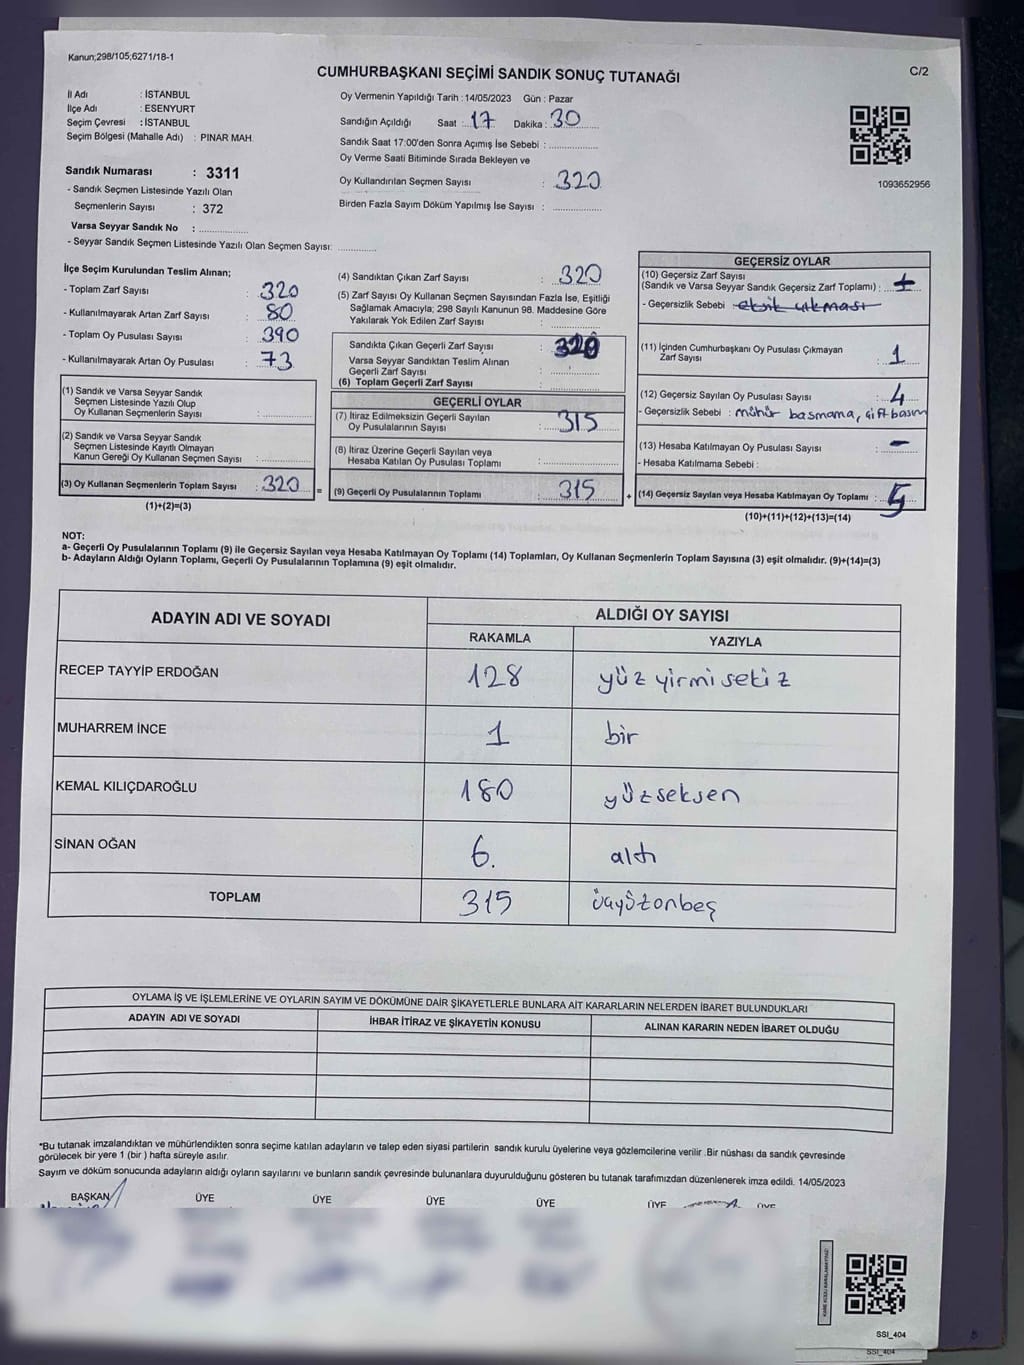 Kanun;298/105;6271/18-1
CUMHURBAŞKANI SEÇİMİ SANDIK SONUÇ TUTANAĞI
C/2
İl Adı : İSTANBUL
İlçe Adı : ESENYURT
Seçim Çevresi : İSTANBUL
Seçim Bölgesi (Mahalle Adı) : PINAR MAH.
Sandık Numarası : 3311
- Sandık Seçmen Listesinde Yazılı Olan
Seçmenlerin Sayısı : 372
Varsa Seyyar Sandık No : ..................
- Seyyar Sandık Seçmen Listesinde Yazılı Olan Seçmen Sayısı: ..............
Oy Vermenin Yapıldığı Tarih : 14/05/2023 Gün : Pazar
Sandığın Açıldığı Saat : 17 Dakika : 30
Sandık Saat 17:00'den Sonra Açımış İse Sebebi : ..................
Oy Verme Saati Bitiminde Sırada Bekleyen ve
Oy Kullandırılan Seçmen Sayısı : 320
Birden Fazla Sayım Döküm Yapılmış İse Sayısı : ..................
1093652956
İlçe Seçim Kurulundan Teslim Alınan;
- Toplam Zarf Sayısı : 320
- Kullanılmayarak Artan Zarf Sayısı : 80
- Toplam Oy Pusulası Sayısı : 390
- Kullanılmayarak Artan Oy Pusulası : 73
(1) Sandık ve Varsa Seyyar Sandık
Seçmen Listesinde Yazılı Olup
Oy Kullanan Seçmenlerin Sayısı : ..................
(2) Sandık ve Varsa Seyyar Sandık
Seçmen Listesinde Kayıtlı Olmayan
Kanun Gereği Oy Kullanan Seçmen Sayısı : ..................
(3) Oy Kullanan Seçmenlerin Toplam Sayısı : 320 =
(1)+(2)=(3)
(4) Sandıktan Çıkan Zarf Sayısı : 320
(5) Zarf Sayısı Oy Kullanan Seçmen Sayısından Fazla İse, Eşitliği
Sağlamak Amacıyla; 298 Sayılı Kanunun 98. Maddesine Göre
Yakılarak Yok Edilen Zarf Sayısı : ..................
Sandıkta Çıkan Geçerli Zarf Sayısı : 320
Varsa Seyyar Sandıktan Teslim Alınan
Geçerli Zarf Sayısı : ..................
(6) Toplam Geçerli Zarf Sayısı : ..................
GEÇERLİ OYLAR
(7) İtiraz Edilmeksizin Geçerli Sayılan
Oy Pusulalarının Sayısı : 315
(8) İtiraz Üzerine Geçerli Sayılan veya
Hesaba Katılan Oy Pusulası Toplamı : ..................
(9) Geçerli Oy Pusulalarının Toplamı : 315 +
GEÇERSİZ OYLAR
(10) Geçersiz Zarf Sayısı
(Sandık ve Varsa Seyyar Sandık Geçersiz Zarf Toplamı) :
- Geçersizlik Sebebi : eksik çıkması
(11) İçinden Cumhurbaşkanı Oy Pusulası Çıkmayan
Zarf Sayısı : 1
(12) Geçersiz Sayılan Oy Pusulası Sayısı : 4
- Geçersizlik Sebebi : mühür basmama, çift basım
(13) Hesaba Katılmayan Oy Pusulası Sayısı : -
- Hesaba Katılmama Sebebi :
(14) Geçersiz Sayılan veya Hesaba Katılmayan Oy Toplamı : 5
(10)+(11)+(12)+(13)=(14)
NOT:
a- Geçerli Oy Pusulalarının Toplamı (9) ile Geçersiz Sayılan veya Hesaba Katılmayan Oy Toplamı (14) Toplamları, Oy Kullanan Seçmenlerin Toplam Sayısına (3) eşit olmalıdır. (9)+(14)=(3)
b- Adayların Aldığı Oyların Toplamı, Geçerli Oy Pusulalarının Toplamına (9) eşit olmalıdır.
ADAYIN ADI VE SOYADI ALDIĞI OY SAYISI
RAKAMLA YAZIYLA
RECEP TAYYİP ERDOĞAN 128 yüz yirmi sekiz
MUHARREM İNCE 1 bir
KEMAL KILIÇDAROĞLU 180 yüzseksen
SİNAN OĞAN 6. altı
TOPLAM 315 üçyüzonbeş
OYLAMA İŞ VE İŞLEMLERİNE VE OYLARIN SAYIM VE DÖKÜMÜNE DAİR ŞİKAYETLERLE BUNLARA AİT KARARLARIN NELERDEN İBARET BULUNDUKLARI
ADAYIN ADI VE SOYADI İHBAR İTİRAZ VE ŞİKAYETİN KONUSU ALINAN KARARIN NEDEN İBARET OLDUĞU
*Bu tutanak imzalandıktan ve mühürlendikten sonra seçime katılan adayların ve talep eden siyasi partilerin sandık kurulu üyelerine veya gözlemcilerine verilir .Bir nüshası da sandık çevresinde
görülecek bir yere 1 (bir ) hafta süreyle asılır.
Sayım ve döküm sonucunda adayların aldığı oyların sayılarını ve bunların sandık çevresinde bulunanlara duyurulduğunu gösteren bu tutanak tarafımızdan düzenlenerek imza edildi. 14/05/2023
BAŞKAN ÜYE ÜYE ÜYE ÜYE ÜYE ÜYE
KARE KODU KARALAMAYINIZ!
SSI_404
SSI_404